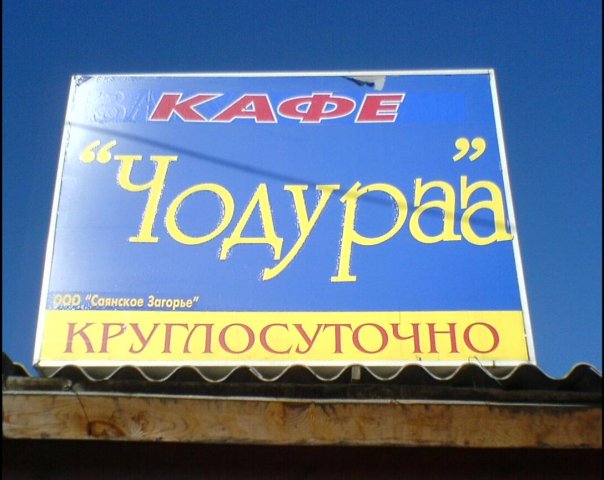 КАФЕ
“Чодураа”
ООО "Саянское Загорье"
КРУГЛОСУТОЧНО